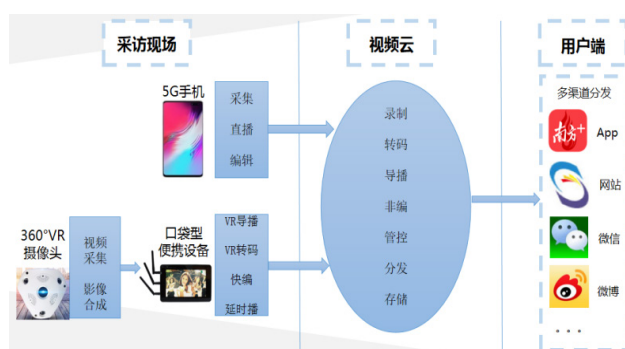 采访现场
视频云
用户端
5G手机
采集
直播
编辑
360°VR
摄像头
视频
采集
影像
合成
口袋型
便携设备
VR导播
VR转码
快编
延时播
录制
转码
导播
非编
管控
分发
存储
多渠道分发
南方+
App
网站
微信
微博
...